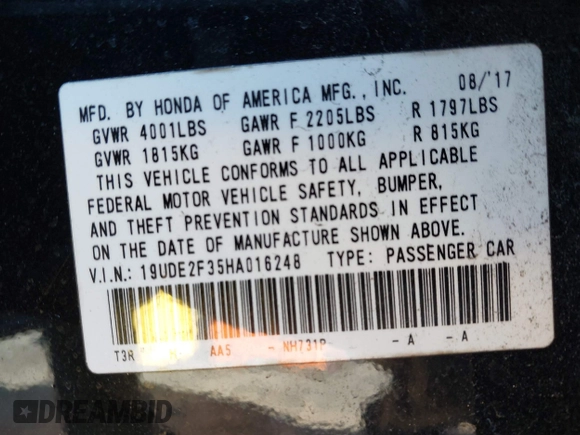 MFD. BY HONDA OF AMERICA MFG., INC. 08/'17
GVWR 4001LBS GAWR F 2205LBS R 1797LBS
GVWR 1815KG GAWR F 1000KG R 815KG
THIS VEHICLE CONFORMS TO ALL APPLICABLE
FEDERAL MOTOR VEHICLE SAFETY, BUMPER,
AND THEFT PREVENTION STANDARDS IN EFFECT
ON THE DATE OF MANUFACTURE SHOWN ABOVE.
V.I.N.: 19UDE2F35HA016248 TYPE: PASSENGER CAR
AA5 - NH731P - A - A
DREAMBID